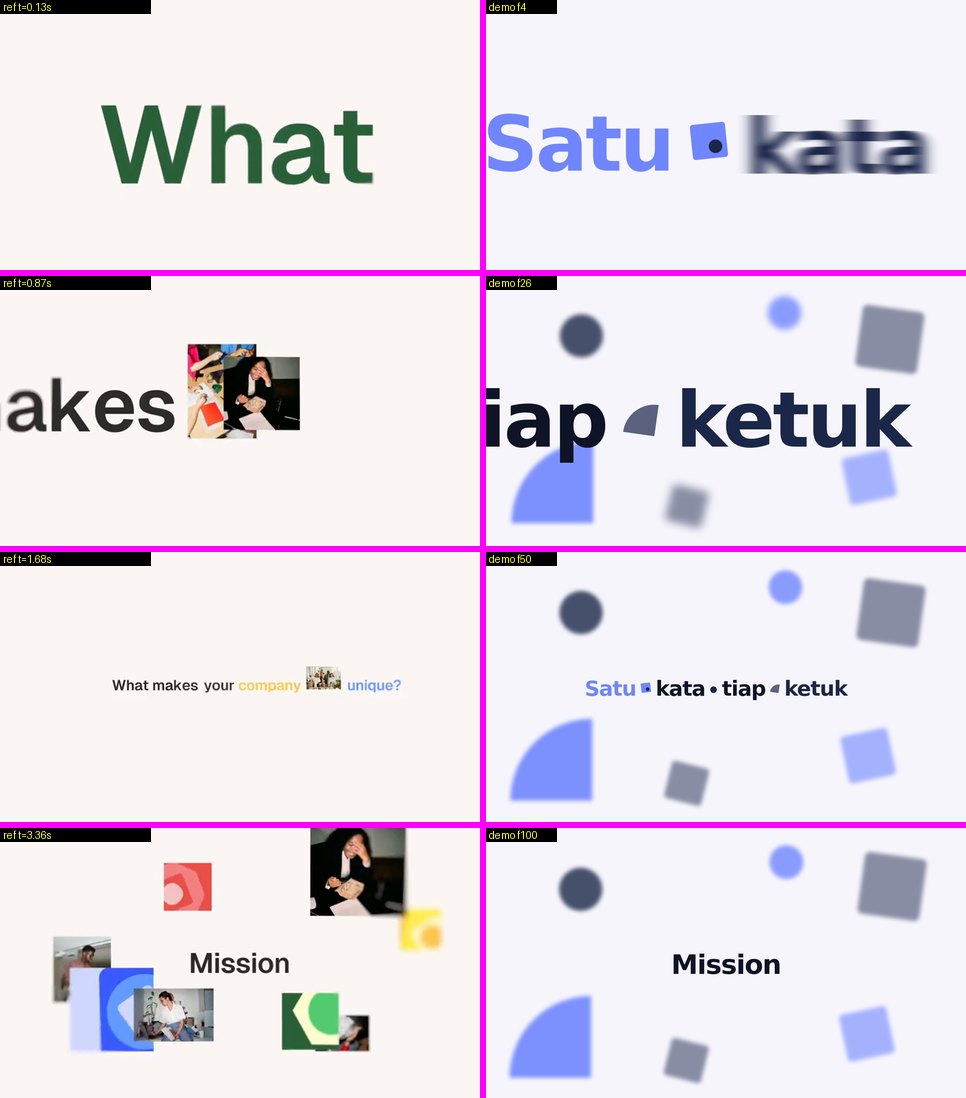 ref t=0.13s
demo f4
What
Satu kata
ref t=0.87s
demo f26
akes
iap ketuk
ref t=1.68s
demo f50
What makes your company unique?
Satu kata tiap ketuk
ref t=3.36s
demo f100
Mission
Mission